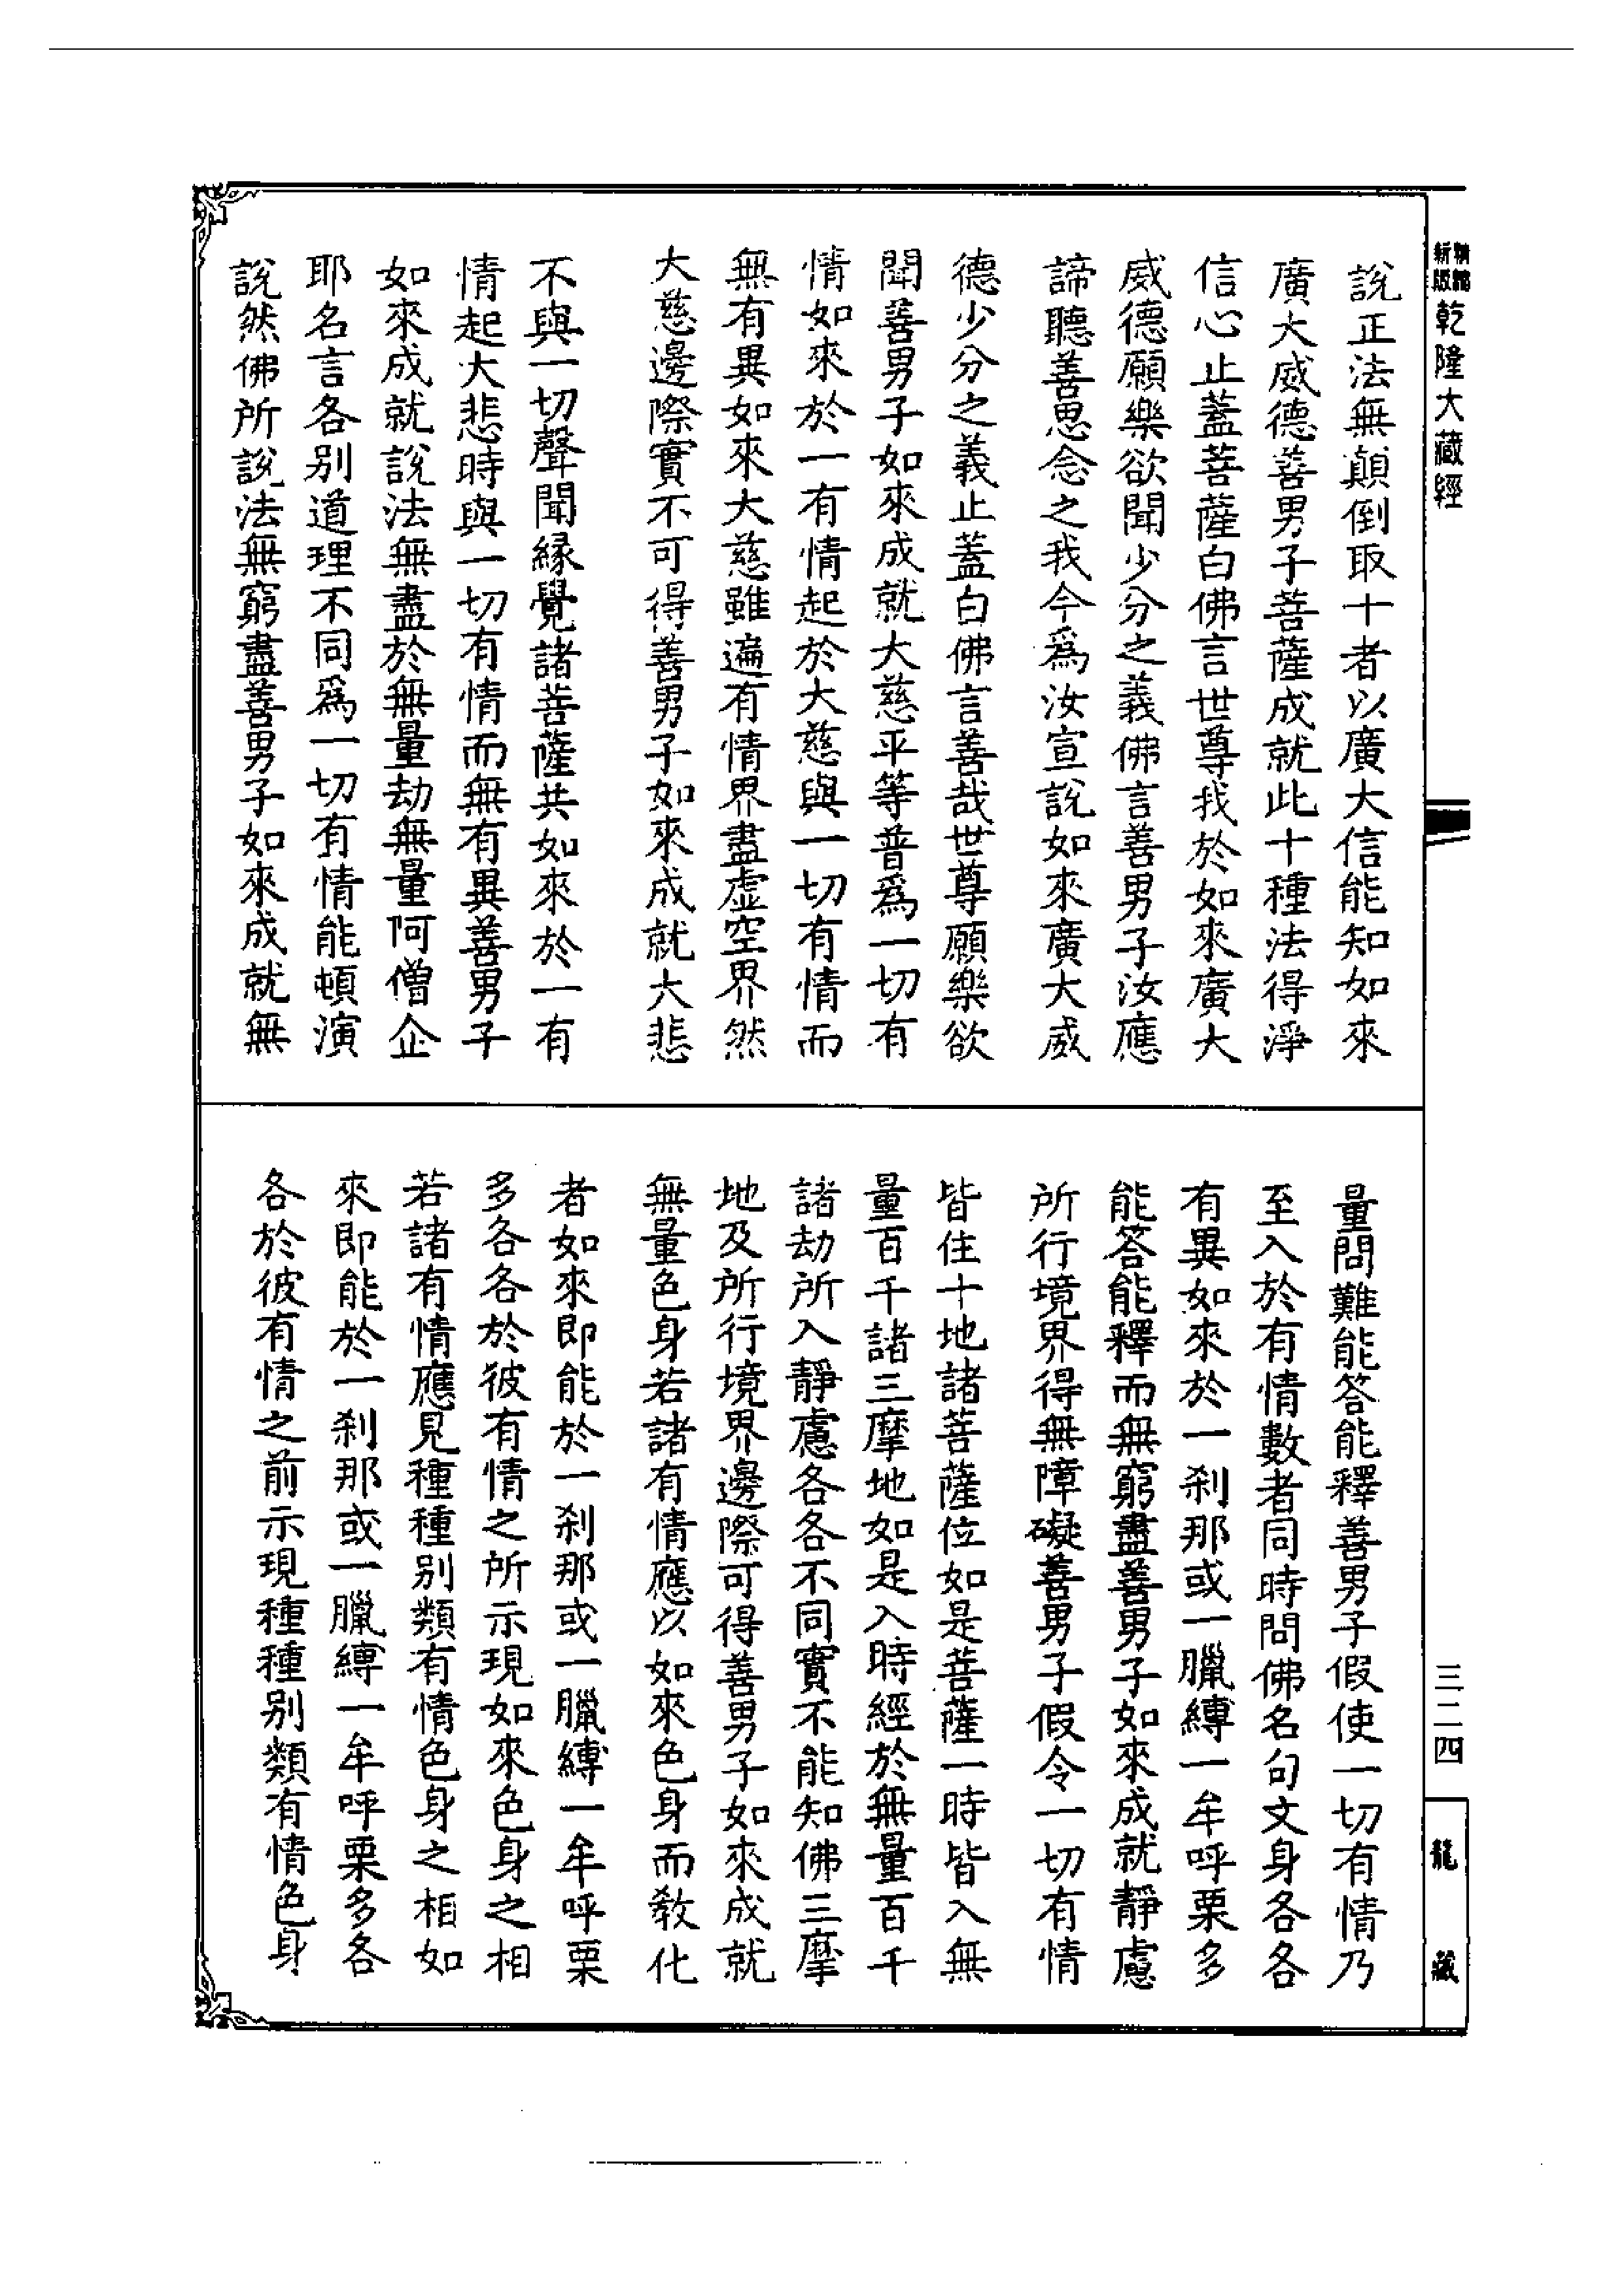 新版
精縮
乾隆大藏經
三二四
龍藏
說正法無顛倒取十者以廣大信能知如來
廣大威德善男子菩薩成就此十種法得淨
信心止蓋菩薩白佛言世尊我於如來廣大
威德願樂欲聞少分之義佛言善男子汝應
諦聽善思念之我今爲汝宣說如來廣大威
德少分之義止蓋白佛言善哉世尊願樂欲
聞善男子如來成就大慈平等普爲一切有
情如來於一有情起於大慈與一切有情而
無有異如來大慈雖遍有情界盡虛空界然
大慈邊際實不可得善男子如來成就大悲
不與一切聲聞緣覺諸菩薩共如來於一有
情起大悲時與一切有情而無有異善男子
如來成就說法無盡於無量劫無量阿僧企
耶名言各別道理不同爲一切有情能頓演
說然佛所說法無窮盡善男子如來成就無
量問難能答能釋善男子假使一切有情乃
至入於有情數者同時問佛名句文身各各
有異如來於一剎那或一臘縛一牟呼栗多
能答能釋而無窮盡善男子如來成就靜慮
所行境界得無障礙善男子假令一切有情
皆住十地諸菩薩位如是菩薩一時皆入無
量百千諸三摩地如是入時經於無量百千
諸劫所入靜慮各各不同實不能知佛三摩
地及所行境界邊際可得善男子如來成就
無量色身若諸有情應以如來色身而教化
者如來即能於一剎那或一臘縛一牟呼栗
多各各於彼有情之所示現如來色身之相
若諸有情應見種種別類有情色身之相如
來即能於一剎那或一臘縛一牟呼栗多各
各於彼有情之前示現種種別類有情色身